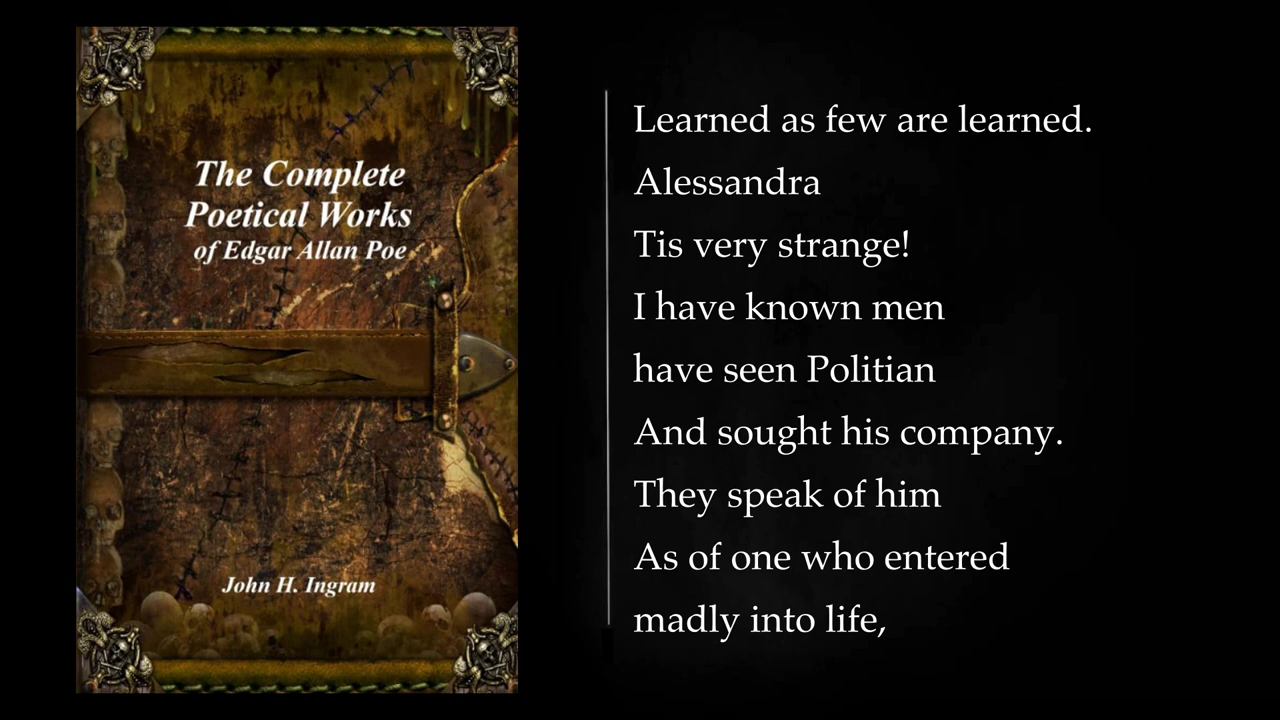 The Complete
Poetical Works
of Edgar Allan Poe
John H. Ingram
Learned as few are learned.
Alessandra
Tis very strange!
I have known men
have seen Politian
And sought his company.
They speak of him
As of one who entered
madly into life,